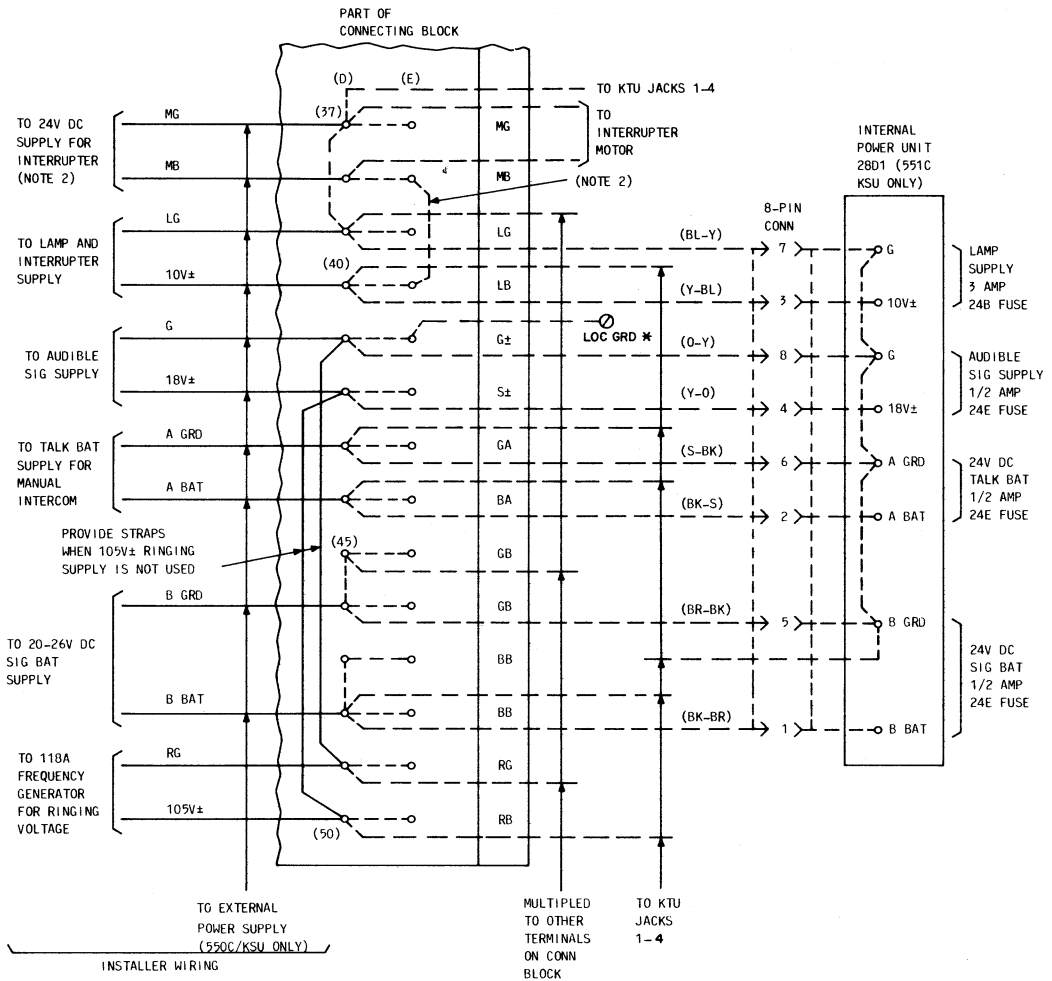 PART OF
CONNECTING BLOCK
(D) (E)
TO KTU JACKS 1-4
(37)
MG
MG
TO 24V DC
SUPPLY FOR
INTERRUPTER
(NOTE 2)
TO
INTERRUPTER
MOTOR
MB
MB
(NOTE 2)
INTERNAL
POWER UNIT
28D1 (551C
KSU ONLY)
8-PIN
CONN
LG
LG
(BL-Y)
7
G
TO LAMP AND
INTERRUPTER
SUPPLY
10V±
(40)
LB
(Y-BL)
3
10V±
LAMP
SUPPLY
3 AMP
24B FUSE
G
G±
LOC GRD *
(O-Y)
8
G
TO AUDIBLE
SIG SUPPLY
18V±
S±
(Y-O)
4
18V±
AUDIBLE
SIG SUPPLY
1/2 AMP
24E FUSE
A GRD
GA
(S-BK)
6
A GRD
TO TALK BAT
SUPPLY FOR
MANUAL
INTERCOM
A BAT
BA
(BK-S)
2
A BAT
24V DC
TALK BAT
1/2 AMP
24E FUSE
PROVIDE STRAPS
WHEN 105V± RINGING
SUPPLY IS NOT USED
(45)
GB
B GRD
GB
(BR-BK)
5
B GRD
TO 20-26V DC
SIG BAT
SUPPLY
BB
B BAT
BB
(BK-BR)
1
B BAT
24V DC
SIG BAT
1/2 AMP
24E FUSE
RG
RG
TO 118A
FREQUENCY
GENERATOR
FOR RINGING
VOLTAGE
105V±
(50)
RB
TO EXTERNAL
POWER SUPPLY
(550C/KSU ONLY)
INSTALLER WIRING
MULTIPLED
TO OTHER
TERMINALS
ON CONN
BLOCK
TO KTU
JACKS
1-4